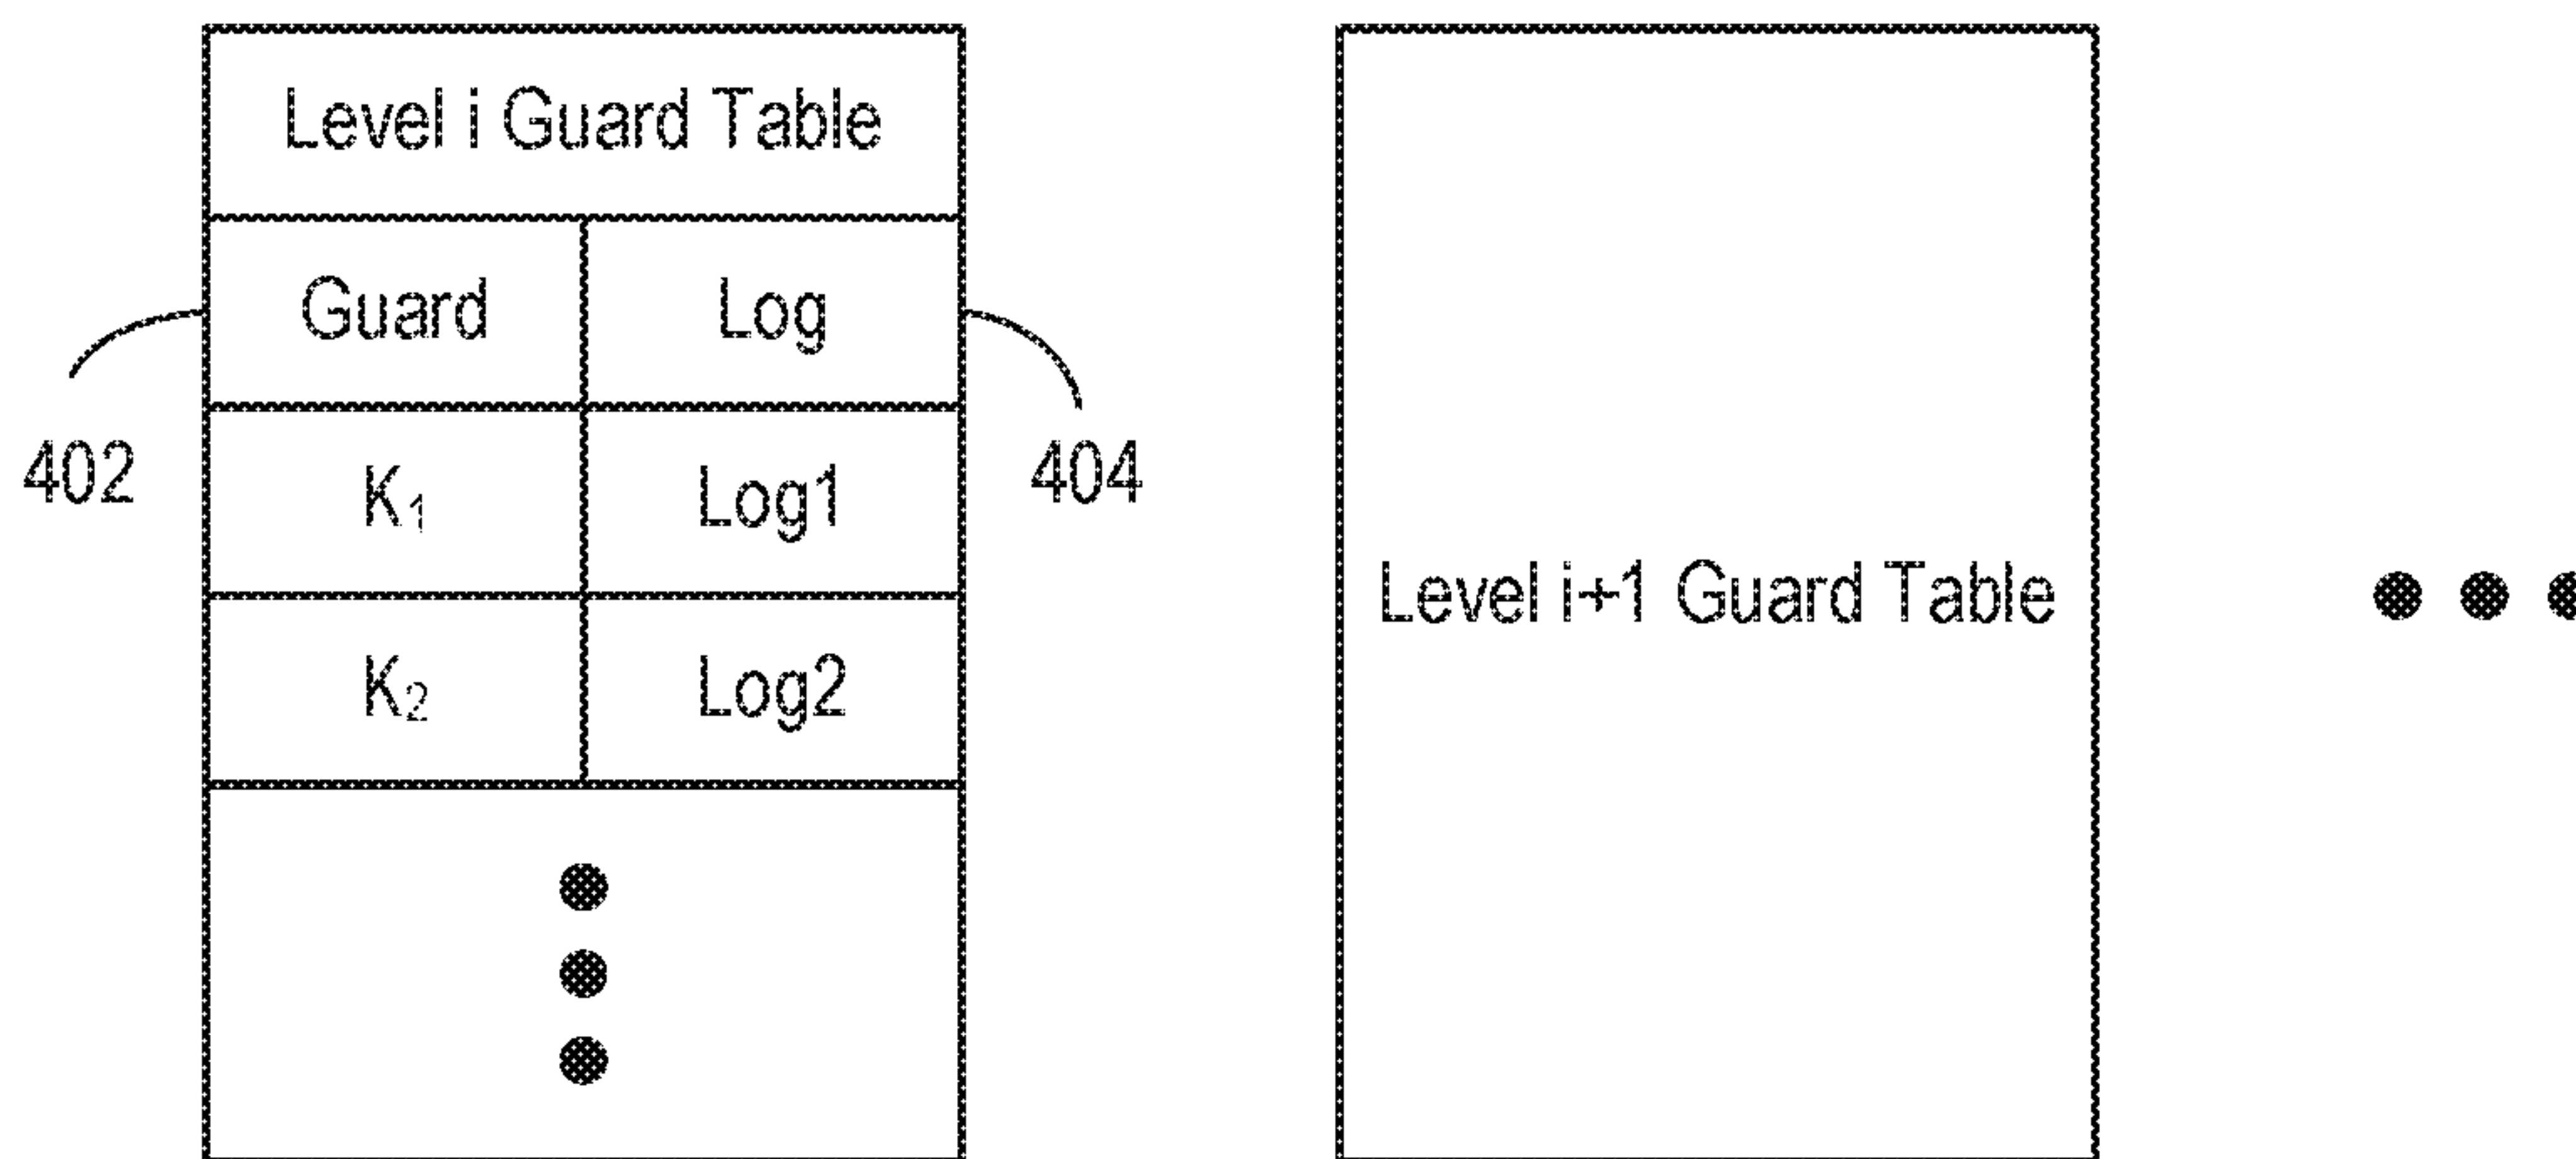 Level i Guard Table
Guard Log
402 K₁ Log1 404
K₂ Log2
Level i+1 Guard Table